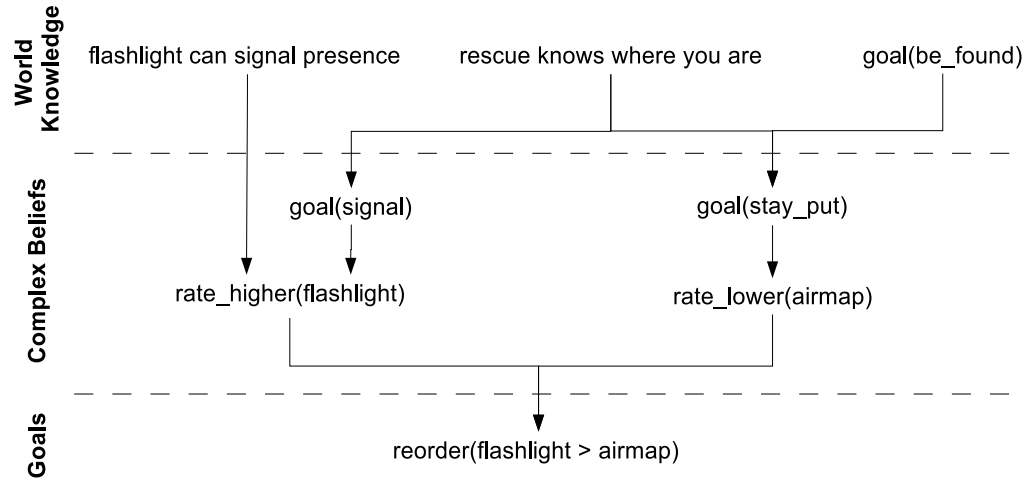 World
Knowledge
flashlight can signal presence
rescue knows where you are
goal(be_found)
Complex Beliefs
goal(signal)
goal(stay_put)
rate_higher(flashlight)
rate_lower(airmap)
Goals
reorder(flashlight > airmap)